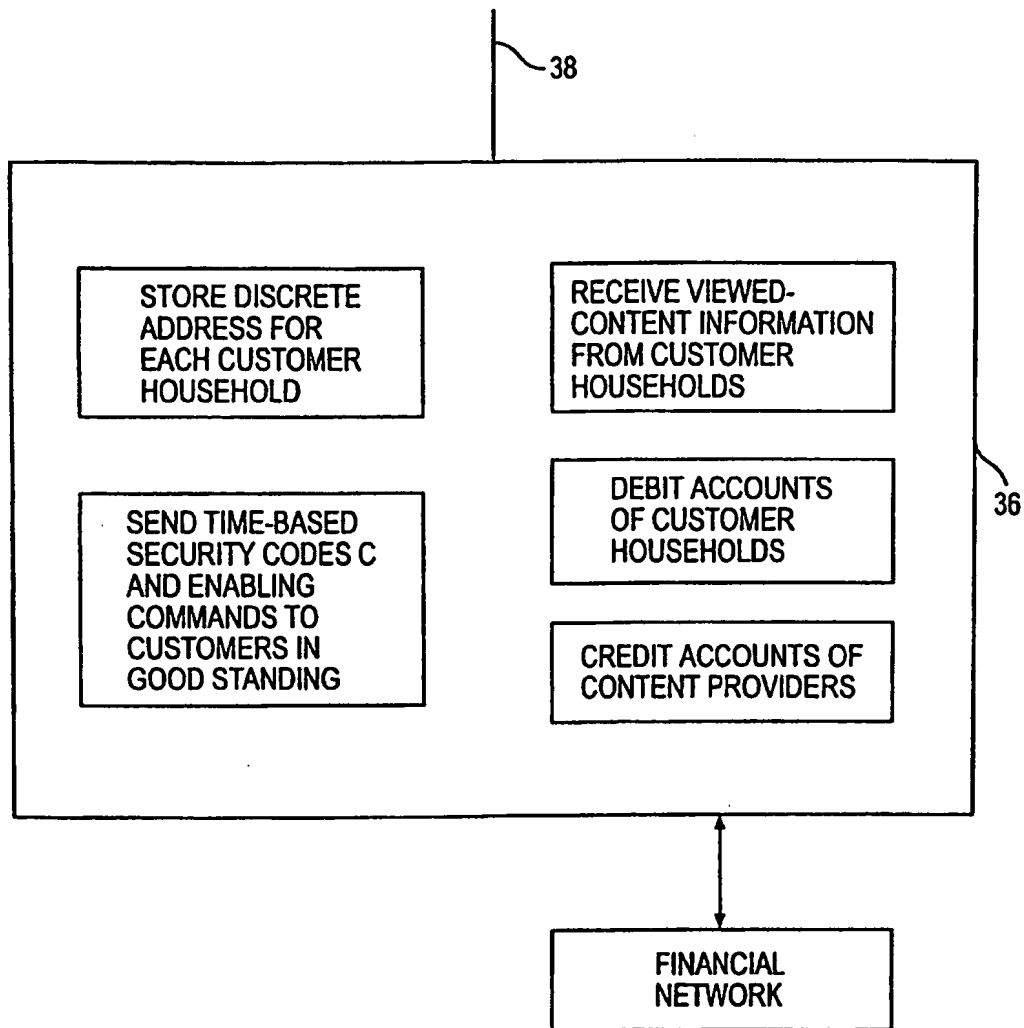 38
STORE DISCRETE
ADDRESS FOR
EACH CUSTOMER
HOUSEHOLD
RECEIVE VIEWED-
CONTENT INFORMATION
FROM CUSTOMER
HOUSEHOLDS
36
SEND TIME-BASED
SECURITY CODES C
AND ENABLING
COMMANDS TO
CUSTOMERS IN
GOOD STANDING
DEBIT ACCOUNTS
OF CUSTOMER
HOUSEHOLDS
CREDIT ACCOUNTS OF
CONTENT PROVIDERS
FINANCIAL
NETWORK